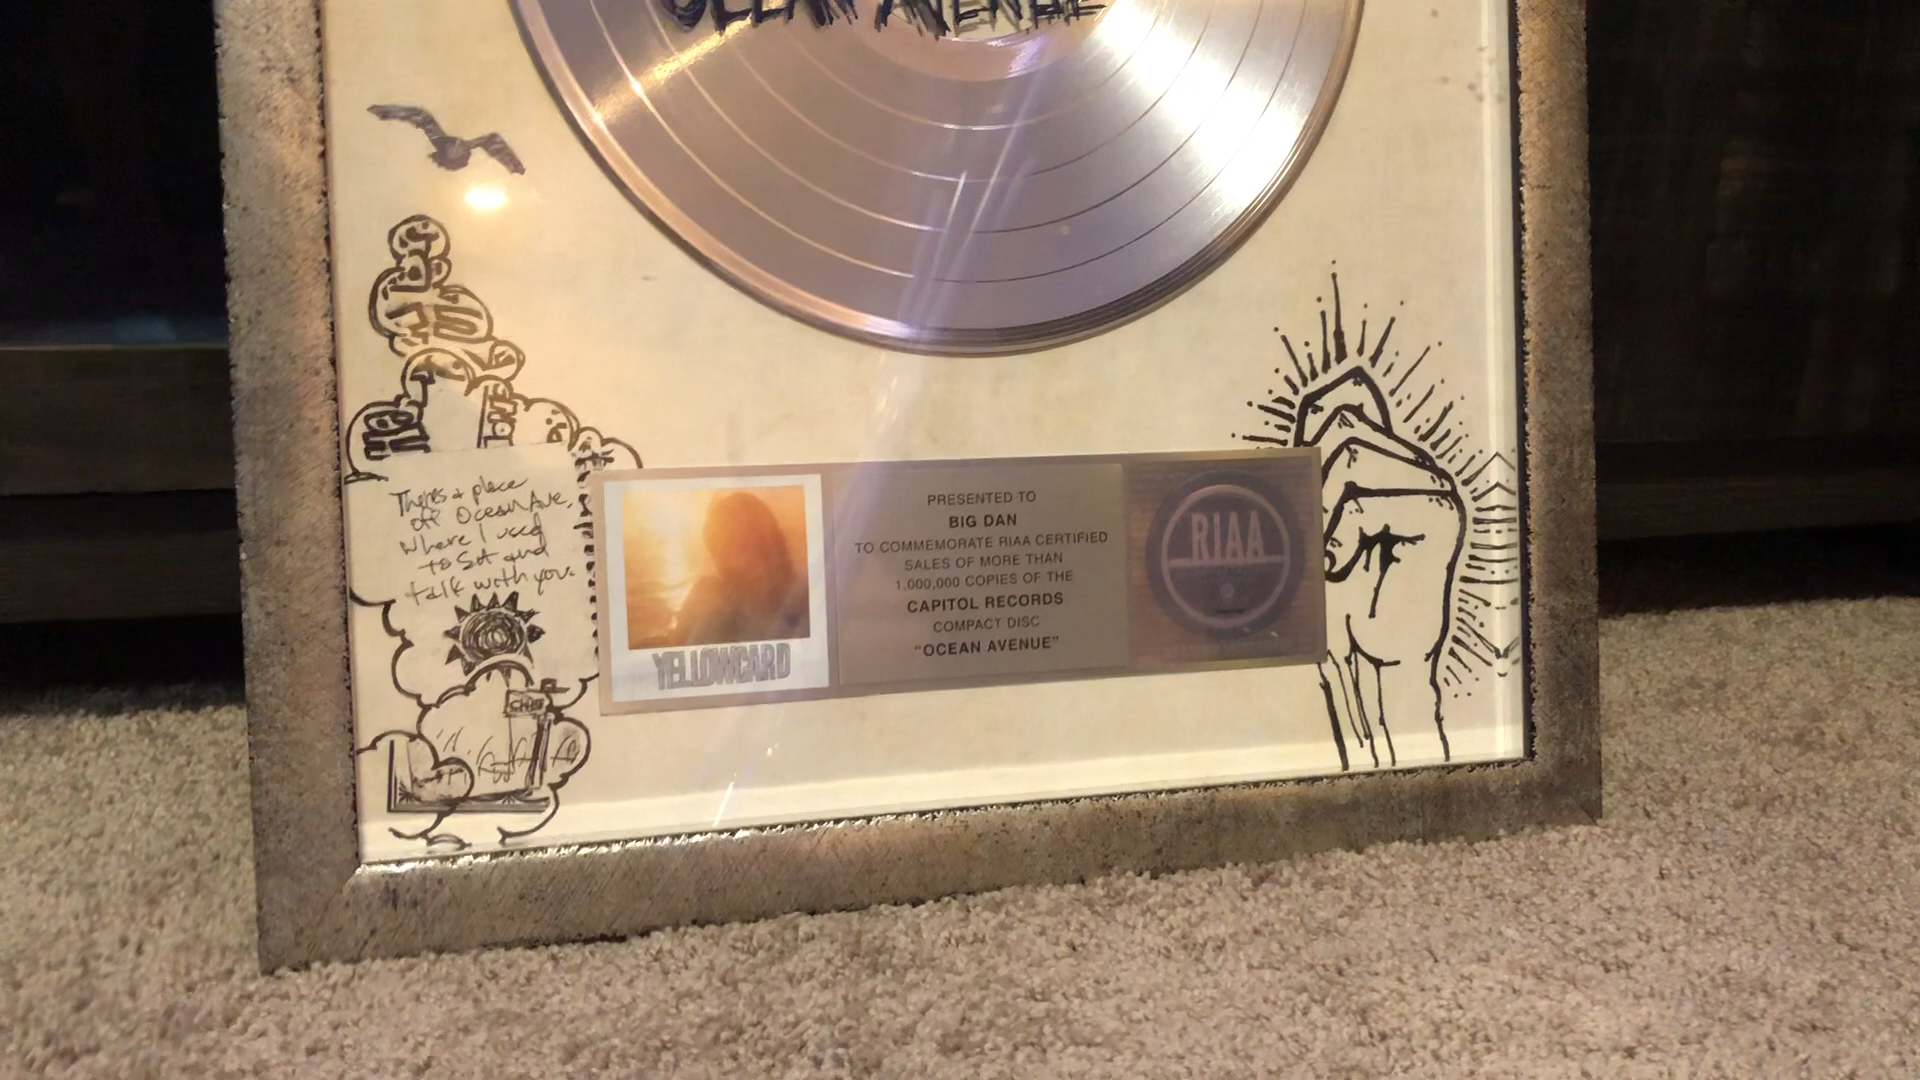 OCEAN AVENUE
There's a place
off Ocean Ave.
Where I used
to sit and
talk with you.
YELLOWCARD
PRESENTED TO
BIG DAN
TO COMMEMORATE RIAA CERTIFIED
SALES OF MORE THAN
1,000,000 COPIES OF THE
CAPITOL RECORDS
COMPACT DISC
"OCEAN AVENUE"
RIAA